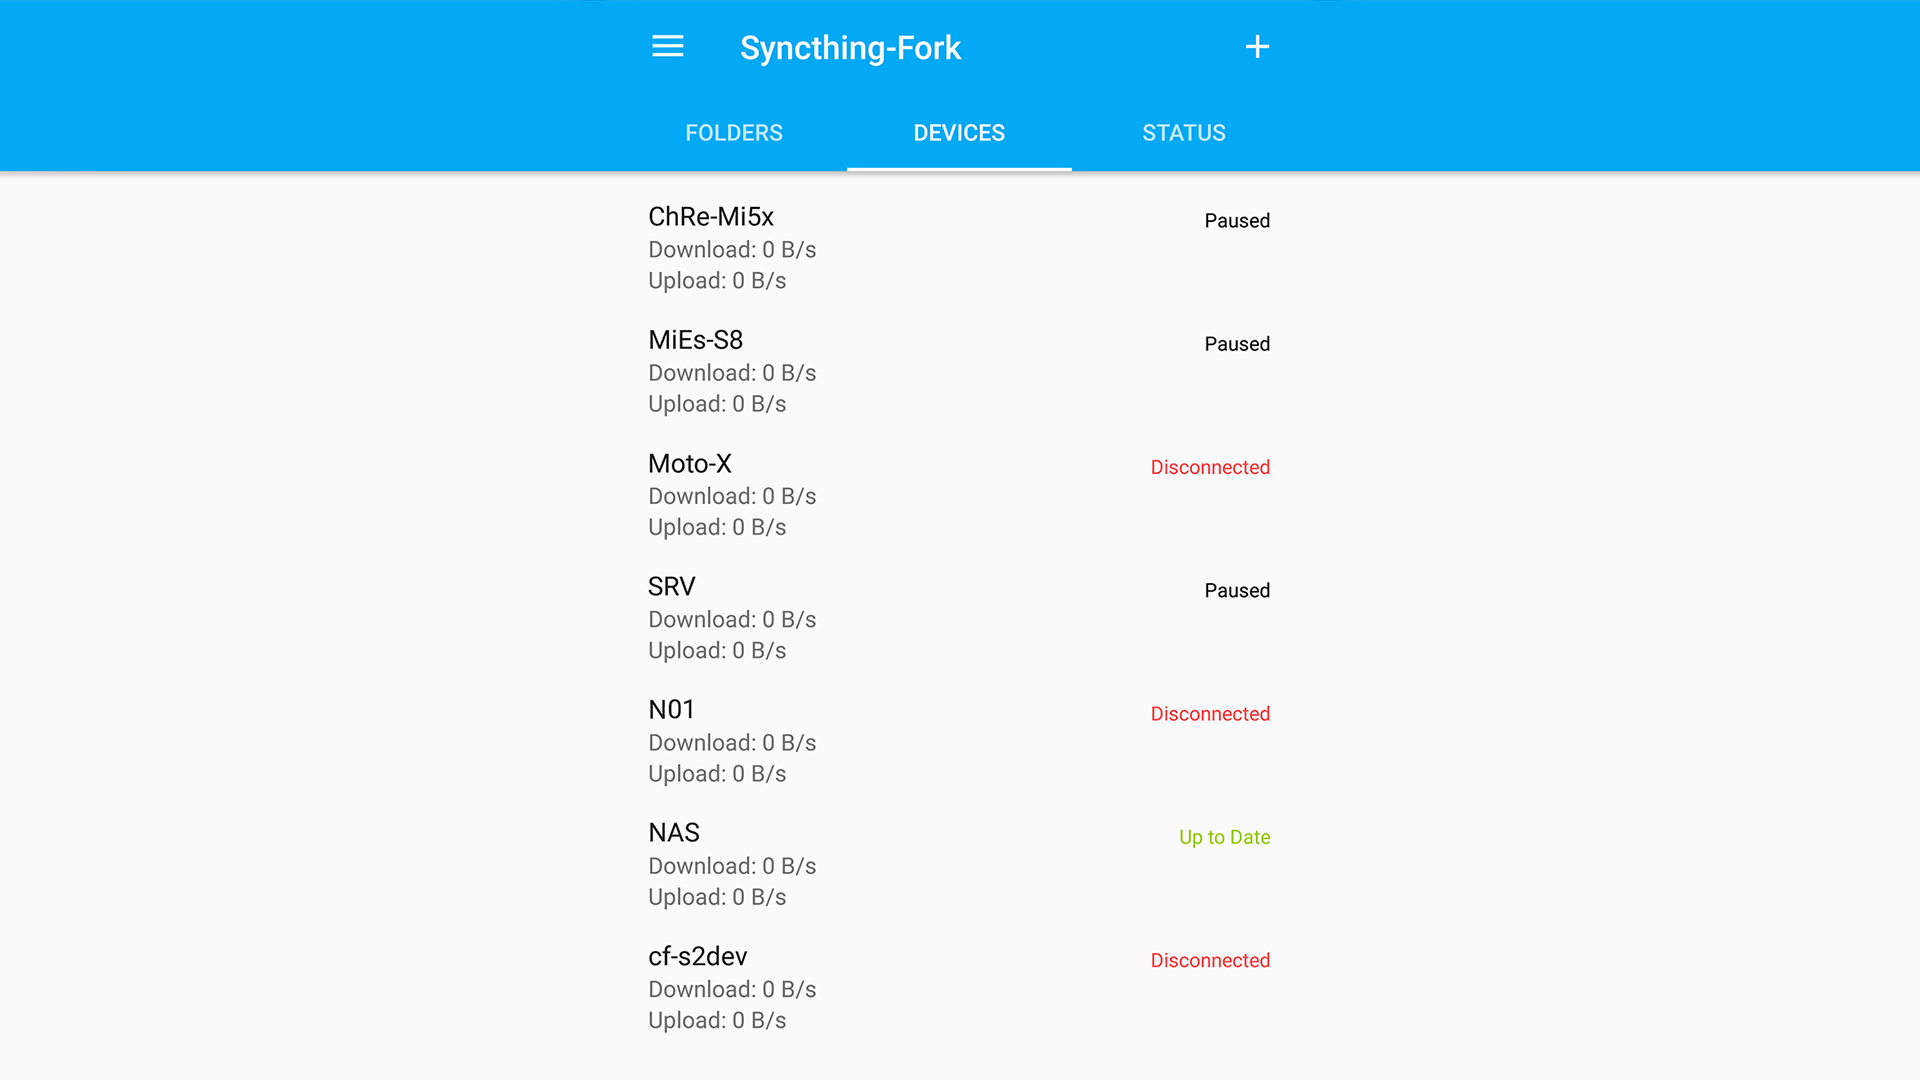 Syncthing-Fork
FOLDERS DEVICES STATUS
ChRe-Mi5x Paused
Download: 0 B/s
Upload: 0 B/s
MiEs-S8 Paused
Download: 0 B/s
Upload: 0 B/s
Moto-X Disconnected
Download: 0 B/s
Upload: 0 B/s
SRV Paused
Download: 0 B/s
Upload: 0 B/s
N01 Disconnected
Download: 0 B/s
Upload: 0 B/s
NAS Up to Date
Download: 0 B/s
Upload: 0 B/s
cf-s2dev Disconnected
Download: 0 B/s
Upload: 0 B/s